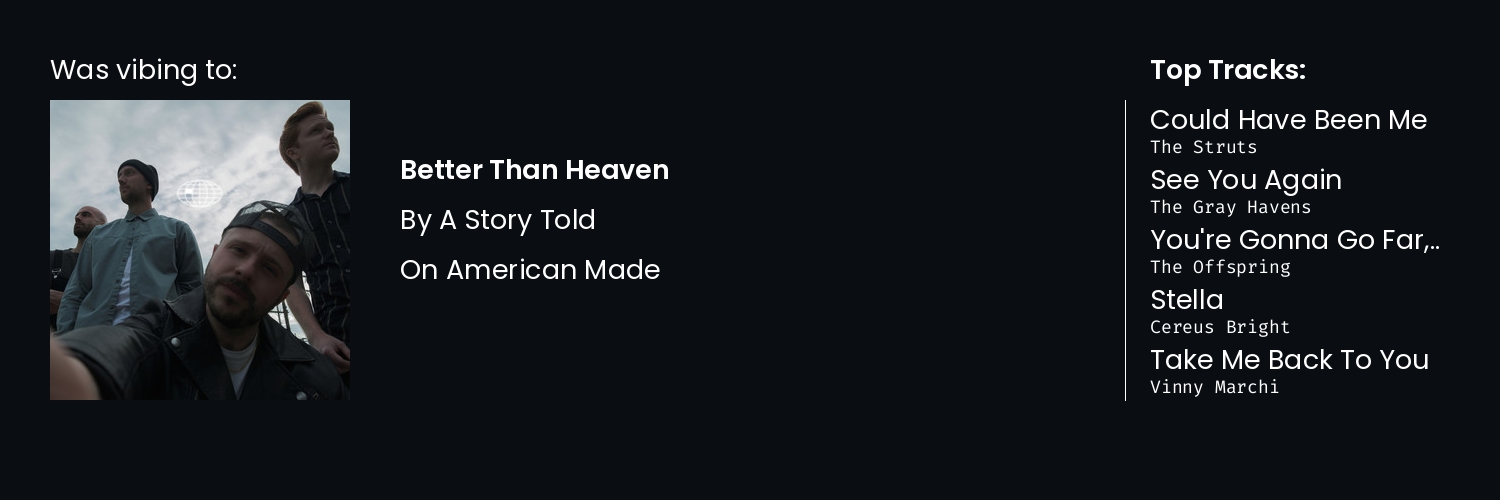 Was vibing to:
Better Than Heaven
By A Story Told
On American Made
Top Tracks:
Could Have Been Me
The Struts
See You Again
The Gray Havens
You're Gonna Go Far,..
The Offspring
Stella
Cereus Bright
Take Me Back To You
Vinny Marchi